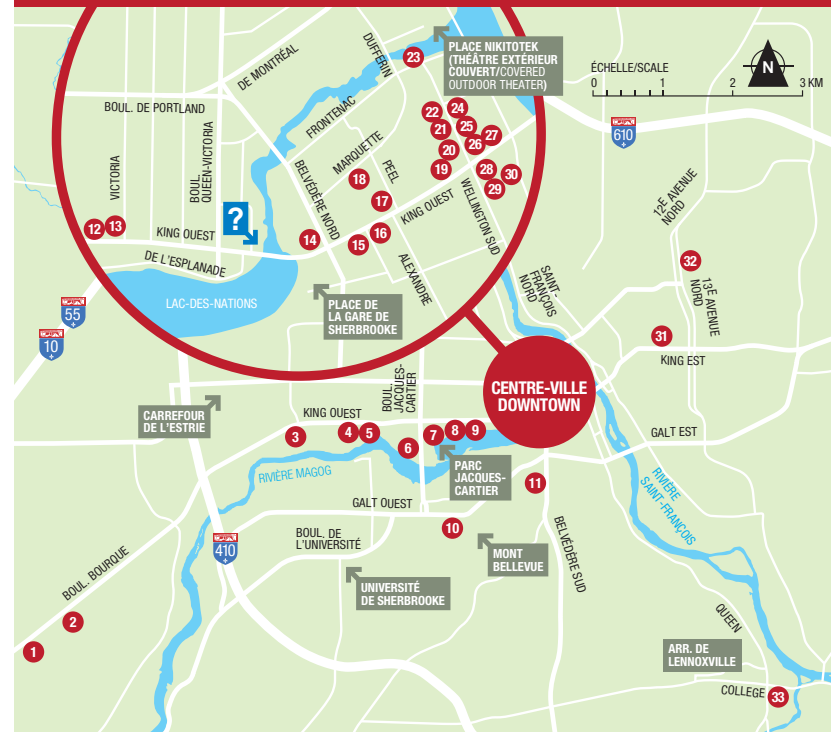 DUFFERIN
23
PLACE NIKITOTEK
(THÉÂTRE EXTÉRIEUR
COUVERT/COVERED
OUTDOOR THEATER)
ÉCHELLE/SCALE
0 1 2 3 KM
N
DE MONTRÉAL
BOUL. DE PORTLAND
FRONTENAC
22
24
21
25
27
20
26
19
28
30
29
610
MARQUETTE
18
PEEL
17
VICTORIA
BOUL.
QUEEN-VICTORIA
BELVÉDÈRE NORD
KING OUEST
WELLINGTON SUD
12E AVENUE
NORD
12
13
KING OUEST
?
14
15
16
DE L'ESPLANADE
ALEXANDRE
SAINT-
FRANÇOIS
NORD
32
13E AVENUE
NORD
LAC-DES-NATIONS
PLACE DE
LA GARE DE
SHERBROOKE
55
10
31
KING EST
BOUL.
JACQUES-
CARTIER
CENTRE-VILLE
DOWNTOWN
CARREFOUR
DE L'ESTRIE
KING OUEST
3
4
5
6
7
8
9
GALT EST
RIVIÈRE MAGOG
PARC
JACQUES-
CARTIER
11
RIVIÈRE
SAINT-FRANÇOIS
GALT OUEST
10
BOUL. DE
L'UNIVERSITÉ
410
MONT
BELLEVUE
BELVÉDÈRE SUD
UNIVERSITÉ
DE SHERBROOKE
BOUL. BOURQUE
2
1
QUEEN
ARR. DE
LENNOXVILLE
COLLEGE
33